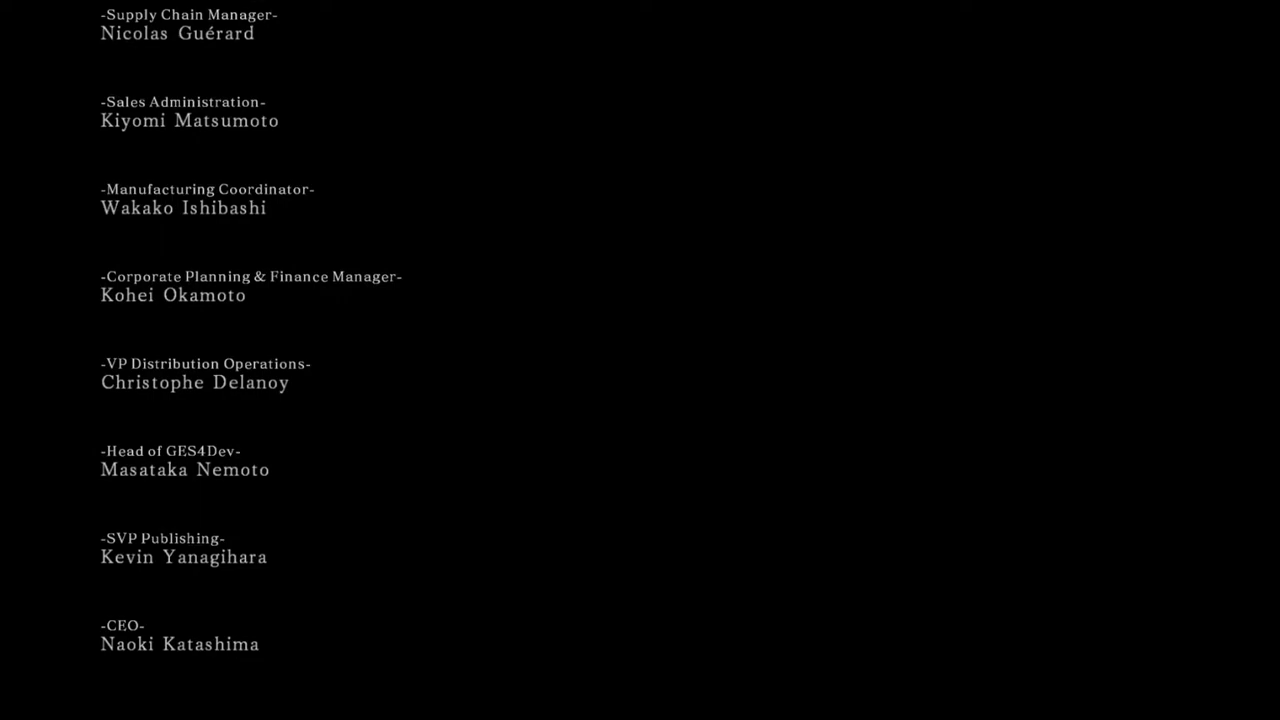 -Supply Chain Manager-
Nicolas Guérard
-Sales Administration-
Kiyomi Matsumoto
-Manufacturing Coordinator-
Wakako Ishibashi
-Corporate Planning & Finance Manager-
Kohei Okamoto
-VP Distribution Operations-
Christophe Delanoy
-Head of GES4Dev-
Masataka Nemoto
-SVP Publishing-
Kevin Yanagihara
-CEO-
Naoki Katashima